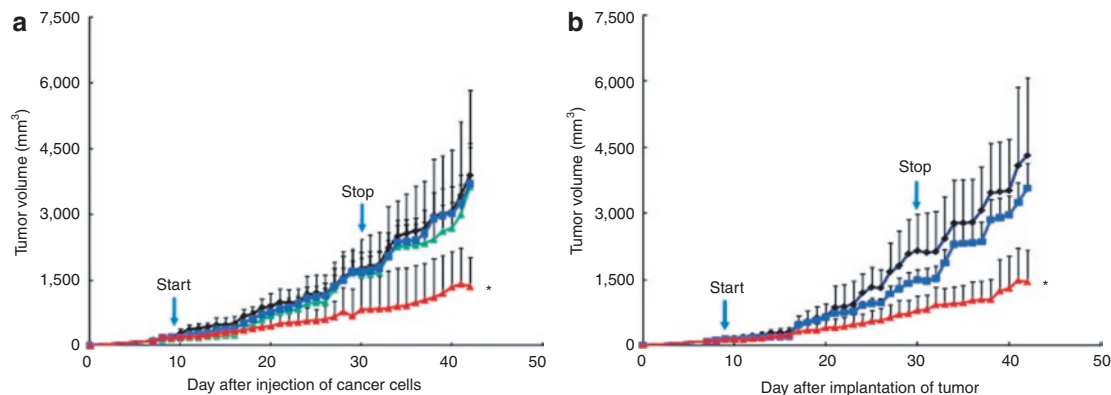 a
7,500
6,000
4,500
3,000
1,500
0
Tumor volume (mm³)
Start
Stop
*
0 10 20 30 40 50
Day after injection of cancer cells
b
7,500
6,000
4,500
3,000
1,500
0
Tumor volume (mm³)
Start
Stop
*
0 10 20 30 40 50
Day after implantation of tumor